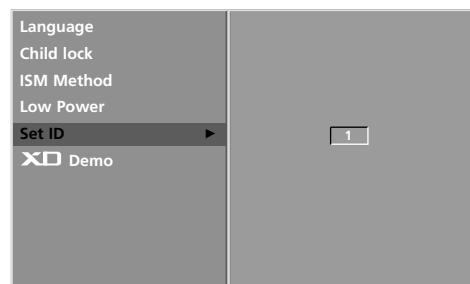 Language
Child lock
ISM Method
Low Power
Set ID ► 1
XD Demo